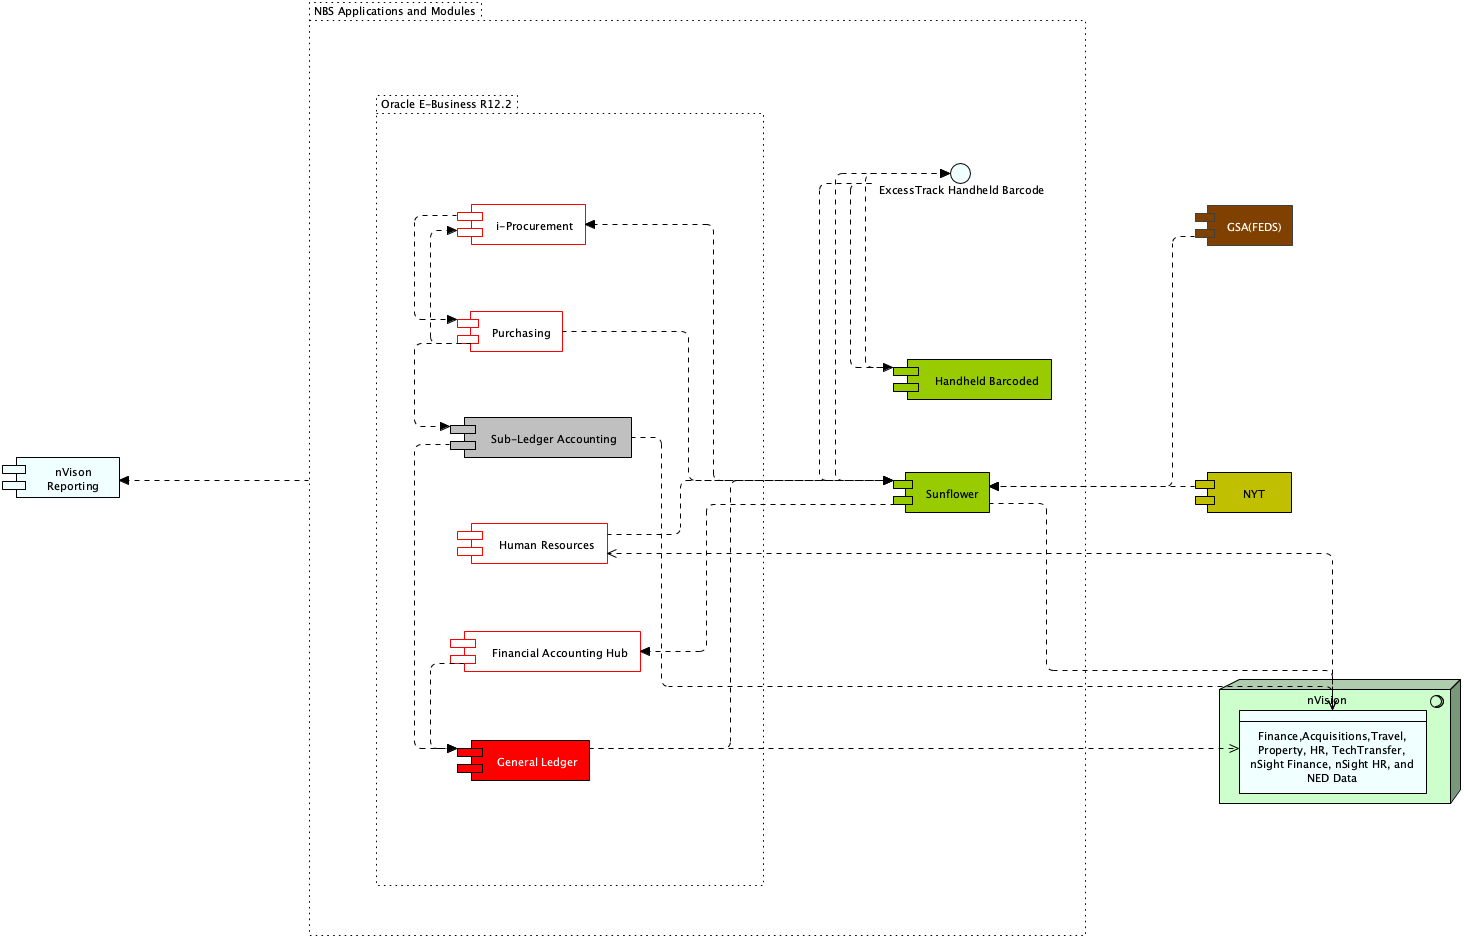 NBS Applications and Modules
Oracle E-Business R12.2
ExcessTrack Handheld Barcode
i-Procurement
GSA(FEDS)
Purchasing
Handheld Barcoded
Sub-Ledger Accounting
nVison
Reporting
Sunflower
NYT
Human Resources
Financial Accounting Hub
nVision
Finance,Acquisitions,Travel,
Property, HR, TechTransfer,
nSight Finance, nSight HR, and
NED Data
General Ledger